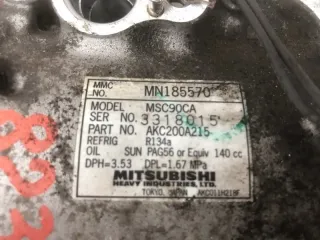 MMC NO. MN185570
MODEL MSC90CA
SER NO. 3318015
PART NO. AKC200A215
REFRIG R134a
OIL SUN PAG56 or Equiv 140 cc
DPH=3.53 DPL=1.67 MPa
MITSUBISHI
HEAVY INDUSTRIES, LTD.
TOKYO, JAPAN
823